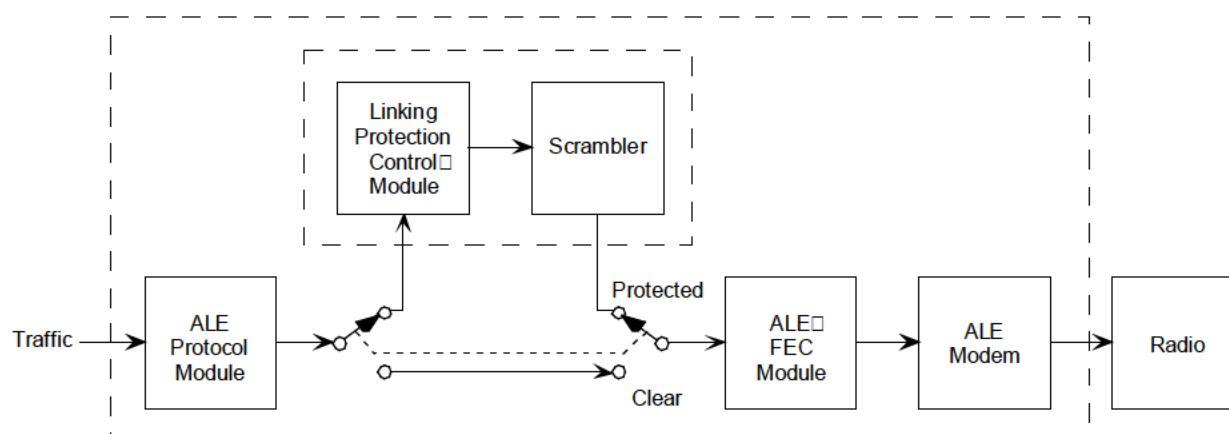 Linking
Protection
Control□
Module
Scrambler
Protected
Traffic
ALE
Protocol
Module
ALE□
FEC
Module
ALE
Modem
Radio
Clear